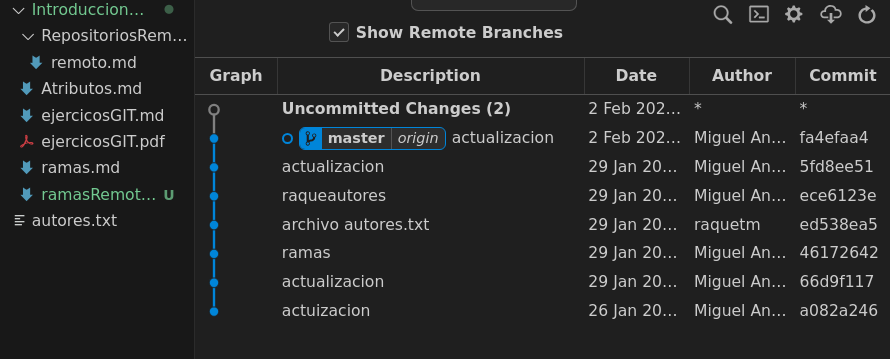 Introduccion...
RepositoriosRem...
remoto.md
Atributos.md
ejercicosGIT.md
ejercicosGIT.pdf
ramas.md
ramasRemot... U
autores.txt
Show Remote Branches
Graph Description Date Author Commit
Uncommitted Changes (2) 2 Feb 202... * *
master origin actualizacion 2 Feb 202... Miguel An... fa4efaa4
actualizacion 29 Jan 20... Miguel An... 5fd8ee51
raqueautores 29 Jan 20... Miguel An... ece6123e
archivo autores.txt 29 Jan 20... raquetm ed538ea5
ramas 29 Jan 20... Miguel An... 46172642
actualizacion 29 Jan 20... Miguel An... 66d9f117
actuizacion 26 Jan 20... Miguel An... a082a246